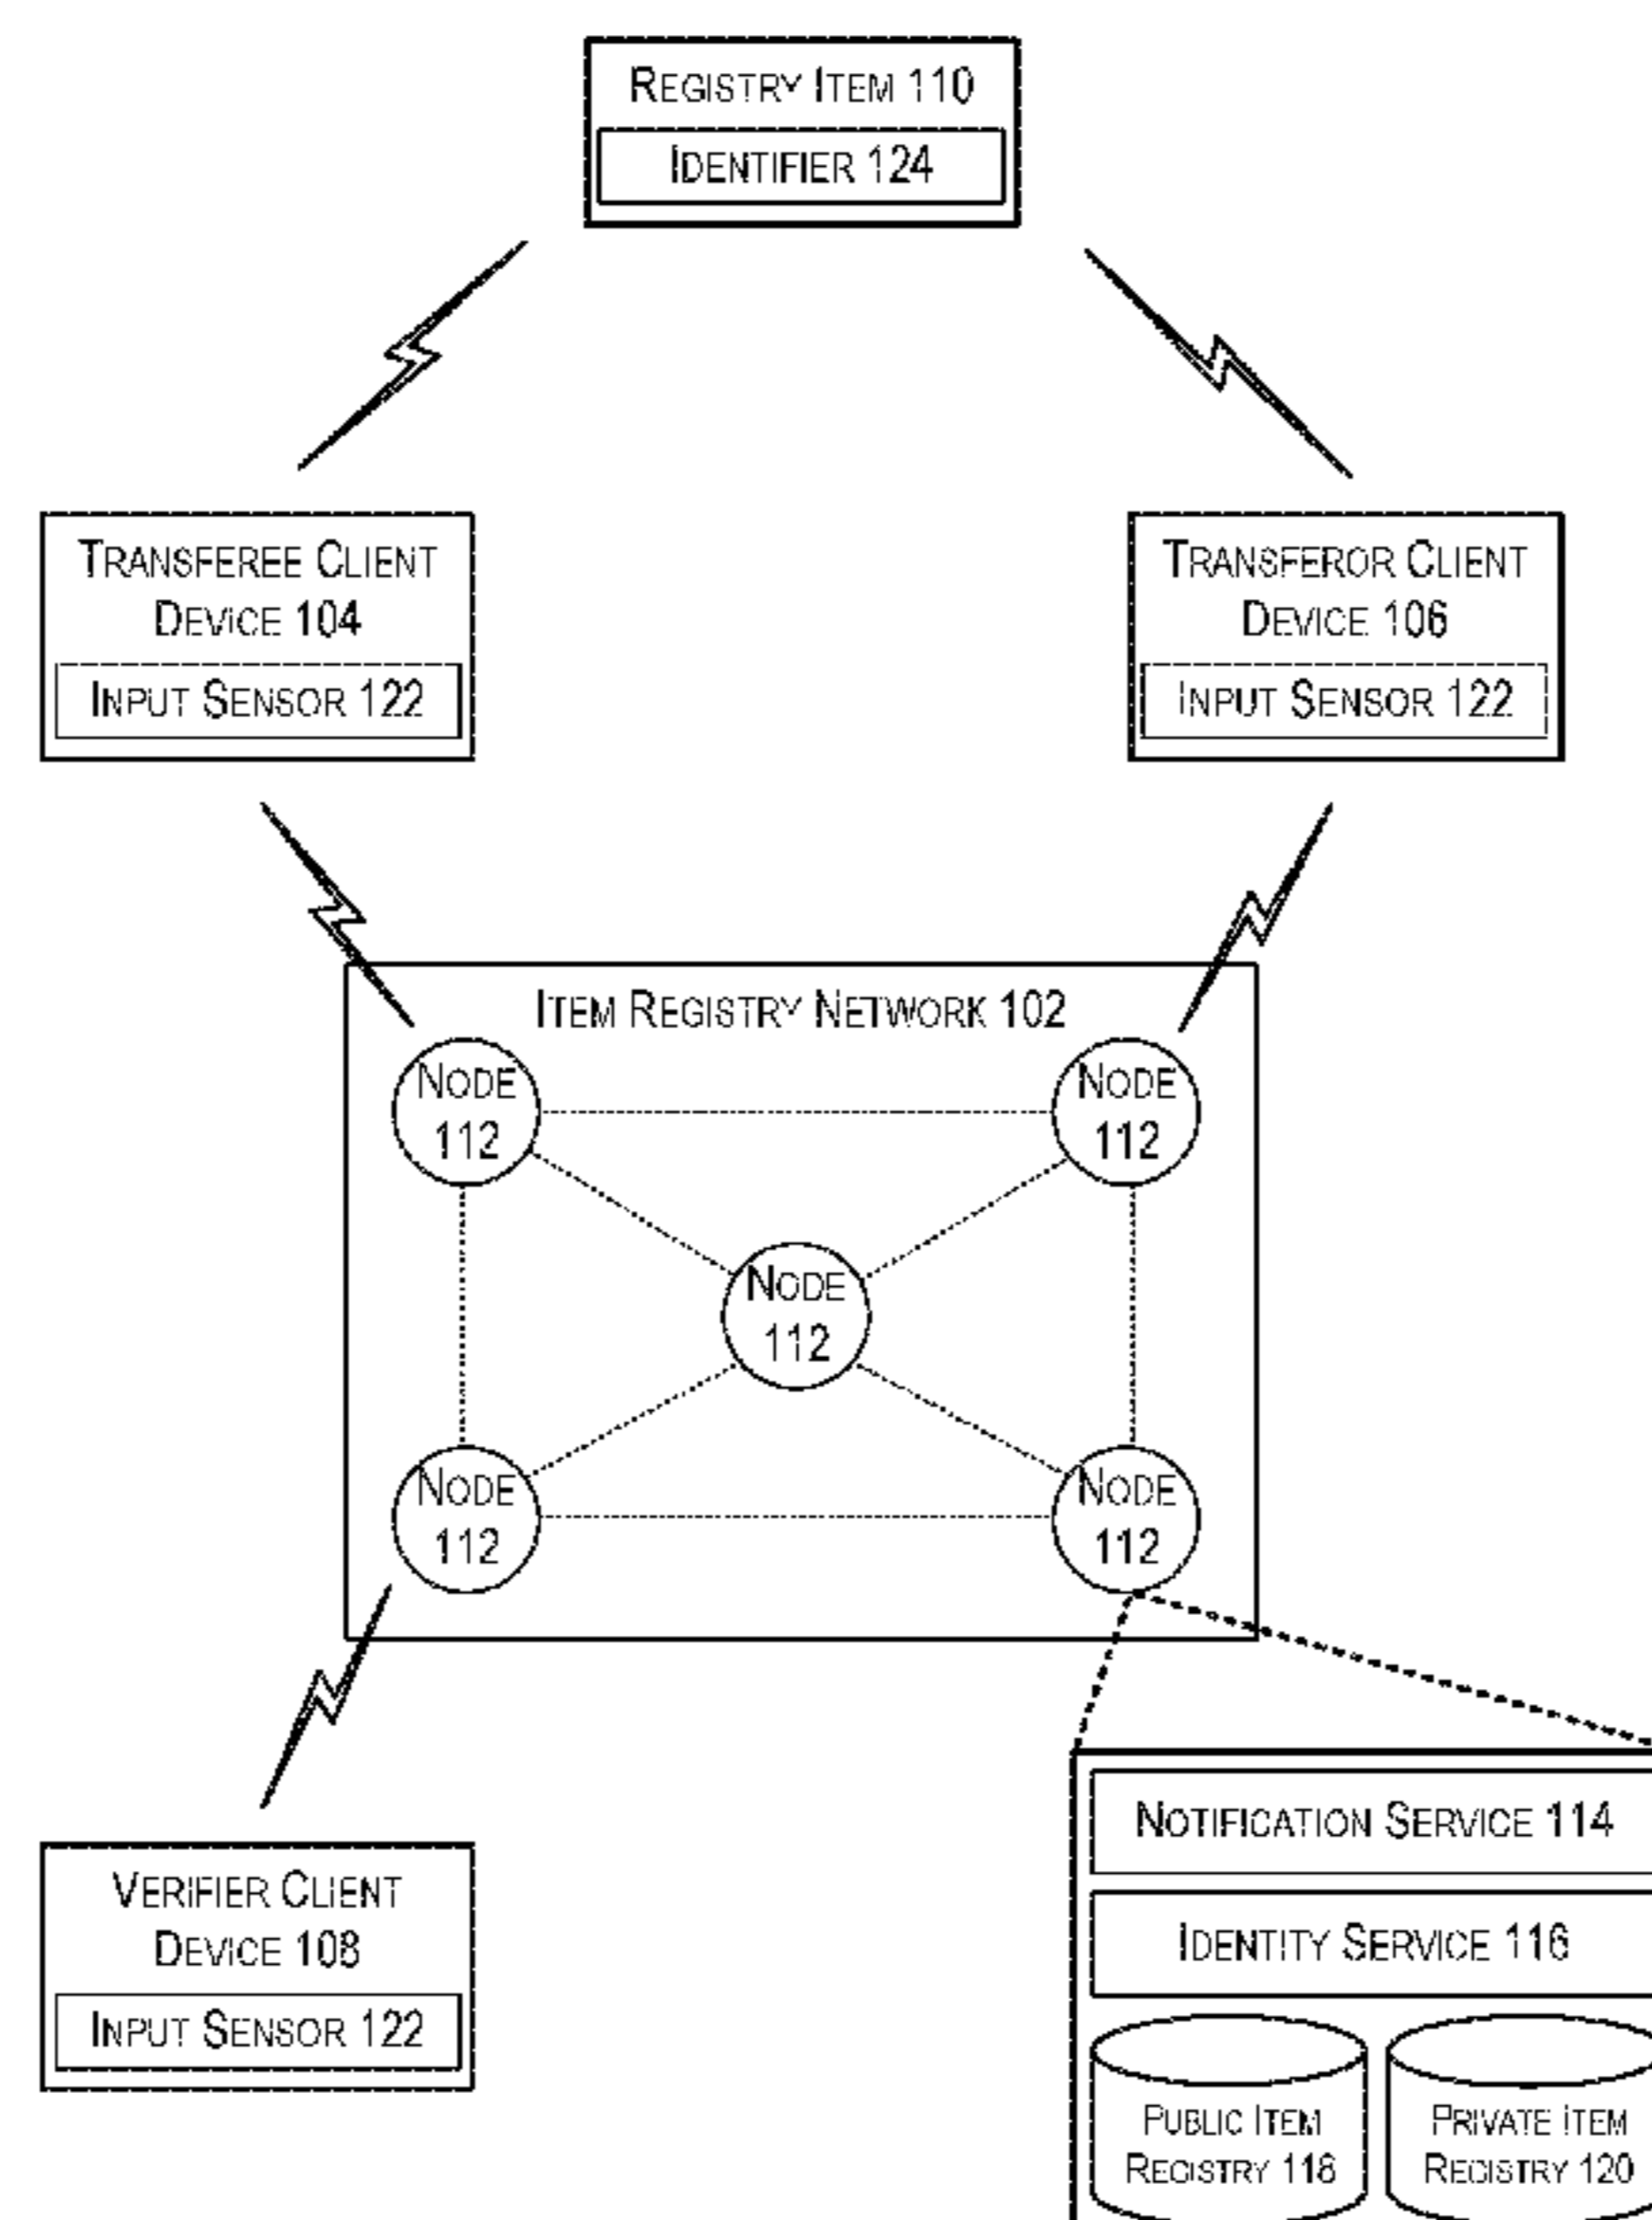 REGISTRY ITEM 110
IDENTIFIER 124
TRANSFEREE CLIENT
DEVICE 104
INPUT SENSOR 122
TRANSFEROR CLIENT
DEVICE 106
INPUT SENSOR 122
ITEM REGISTRY NETWORK 102
NODE
112
NODE
112
NODE
112
NODE
112
NODE
112
VERIFIER CLIENT
DEVICE 108
INPUT SENSOR 122
NOTIFICATION SERVICE 114
IDENTITY SERVICE 116
PUBLIC ITEM
REGISTRY 118
PRIVATE ITEM
REGISTRY 120